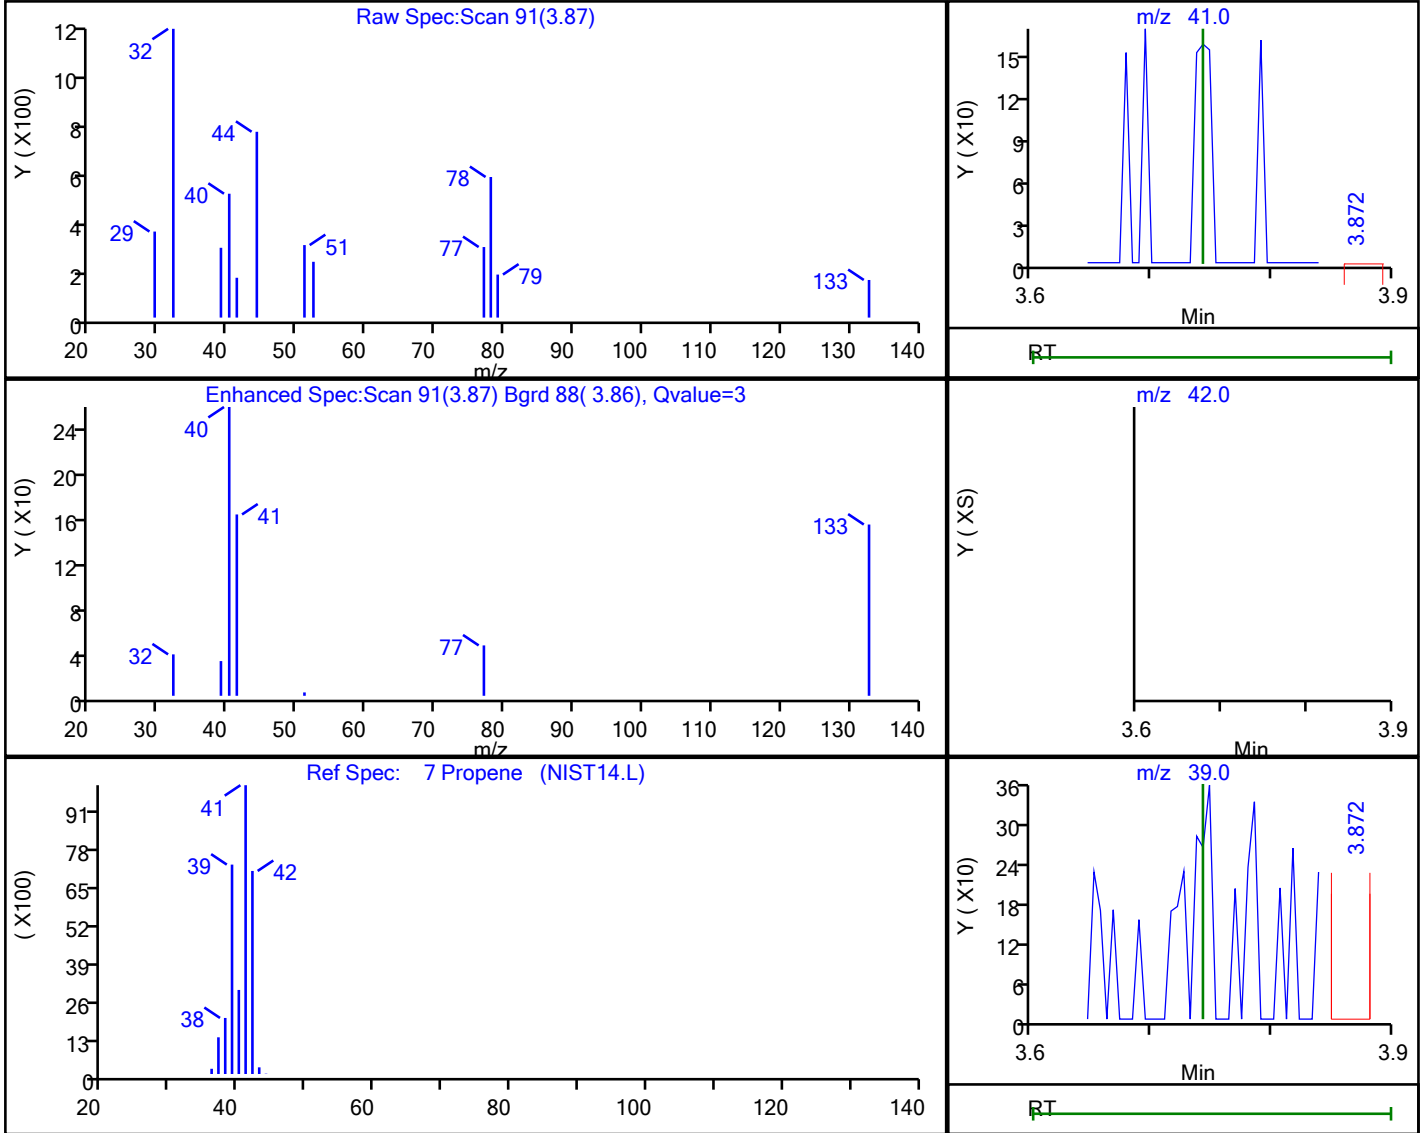 Raw Spec:Scan 91(3.87)
Y ( X100)
12
10
8
6
4
2
0
32
44
40
29
78
77
51
79
133
20 30 40 50 60 70 80 90 100 110 120 130 140
m/z
m/z 41.0
Y ( X10)
15
12
9
6
3
0
3.872
3.6 3.9
Min
RT
Enhanced Spec:Scan 91(3.87) Bgrd 88( 3.86), Qvalue=3
Y ( X10)
24
20
16
12
8
4
0
40
41
133
32
77
20 30 40 50 60 70 80 90 100 110 120 130 140
m/z
m/z 42.0
Y ( XS)
3.6 3.9
Min
Ref Spec: 7 Propene (NIST14.L)
( X100)
91
78
65
52
39
26
13
0
41
39
42
38
20 40 60 80 100 120 140
m/z 39.0
Y ( X10)
36
30
24
18
12
6
0
3.872
3.6 3.9
Min
RT